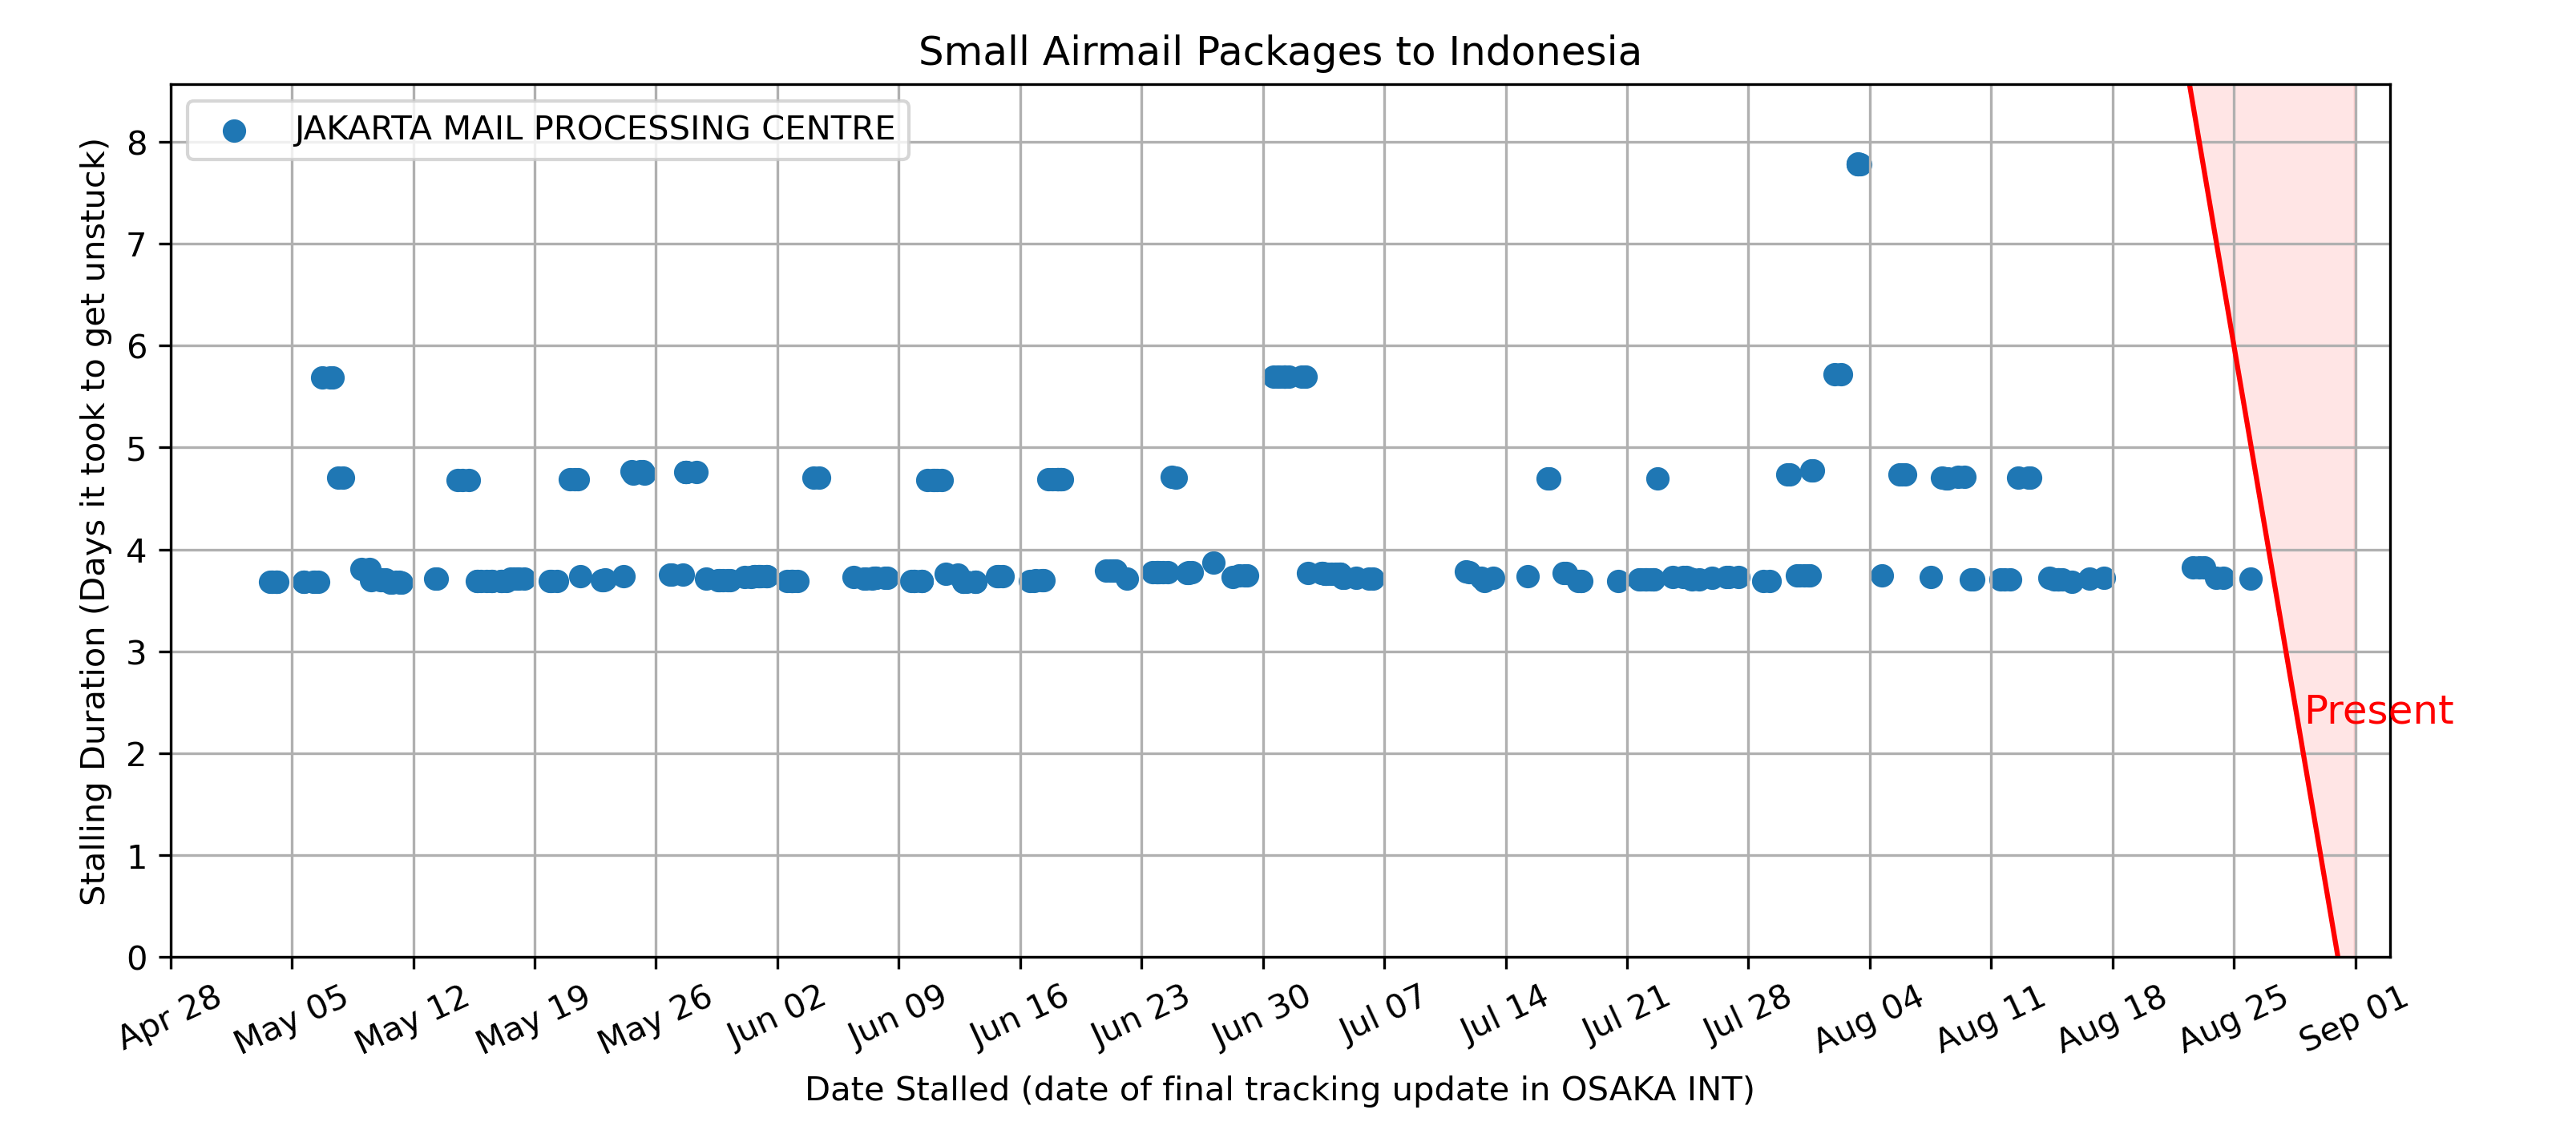 Small Airmail Packages to Indonesia
JAKARTA MAIL PROCESSING CENTRE
Stalling Duration (Days it took to get unstuck)
8
7
6
5
4
3
2
1
0
Present
Apr 28
May 05
May 12
May 19
May 26
Jun 02
Jun 09
Jun 16
Jun 23
Jun 30
Jul 07
Jul 14
Jul 21
Jul 28
Aug 04
Aug 11
Aug 18
Aug 25
Sep 01
Date Stalled (date of final tracking update in OSAKA INT)